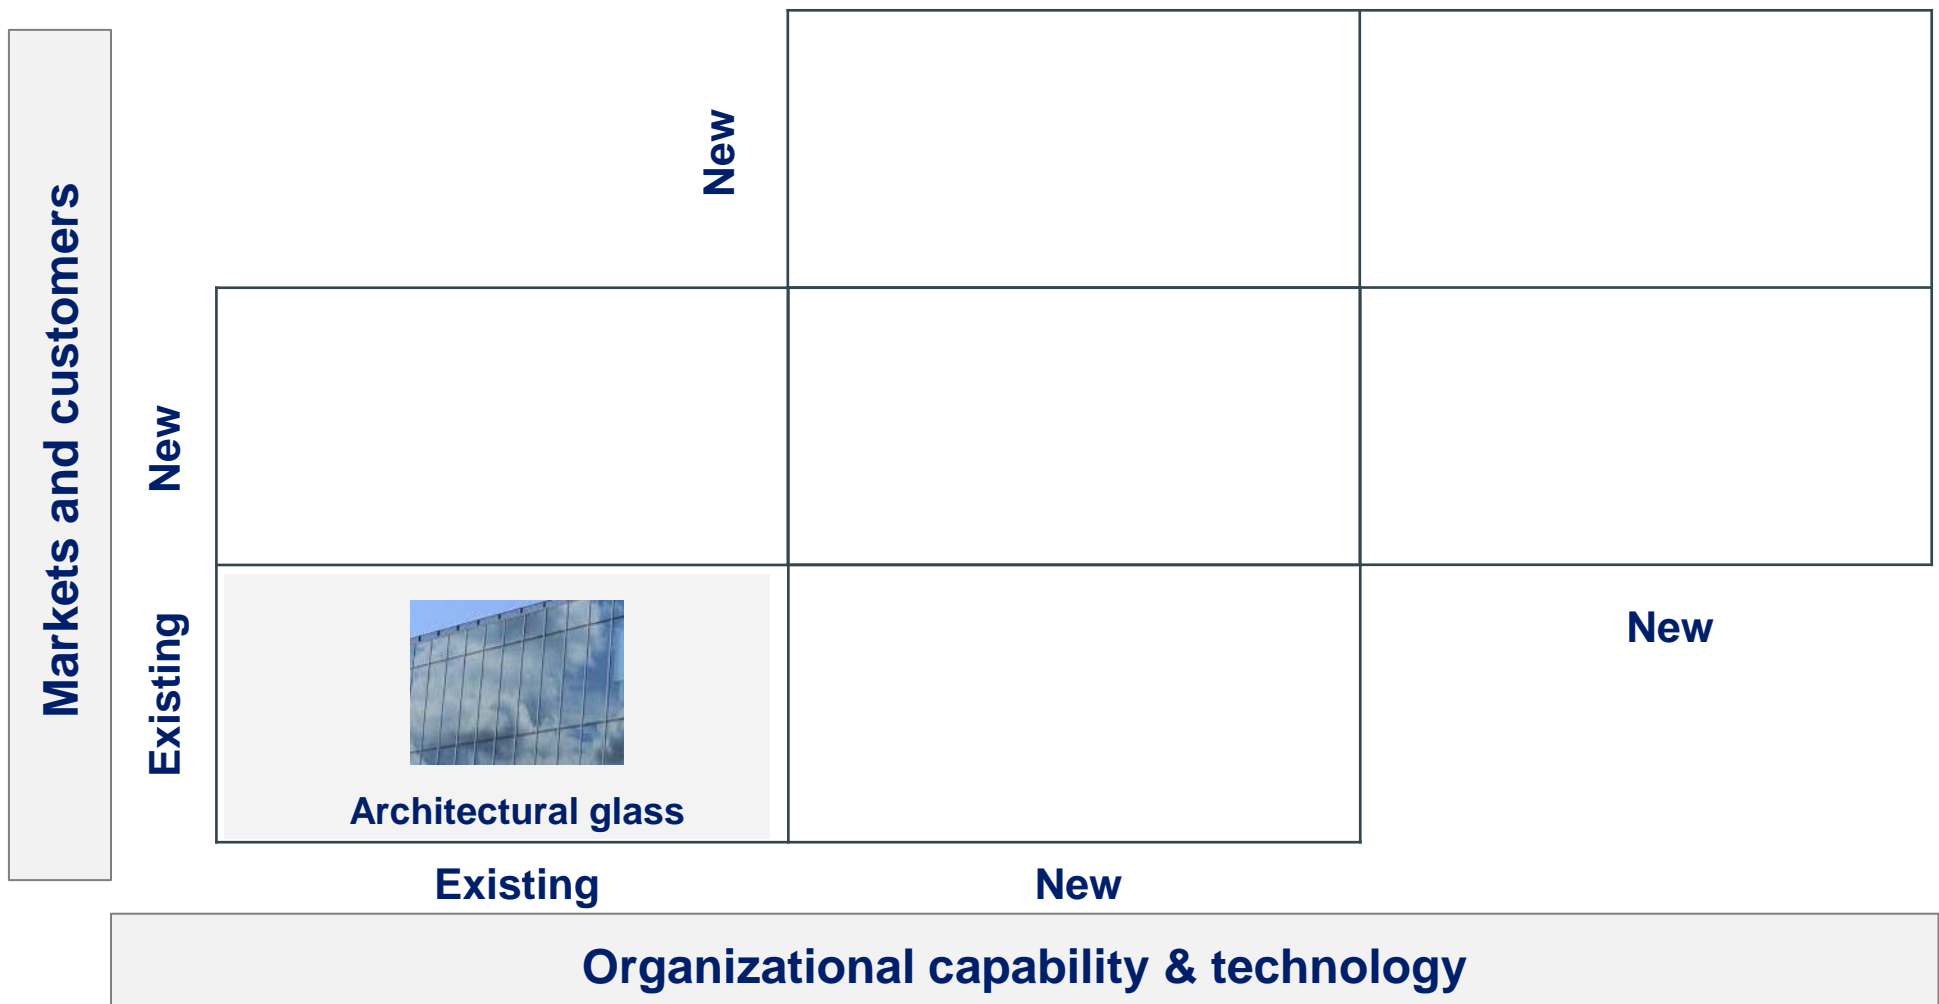 Markets and customers
New
New
Existing
New
Architectural glass
Existing
New
Organizational capability & technology